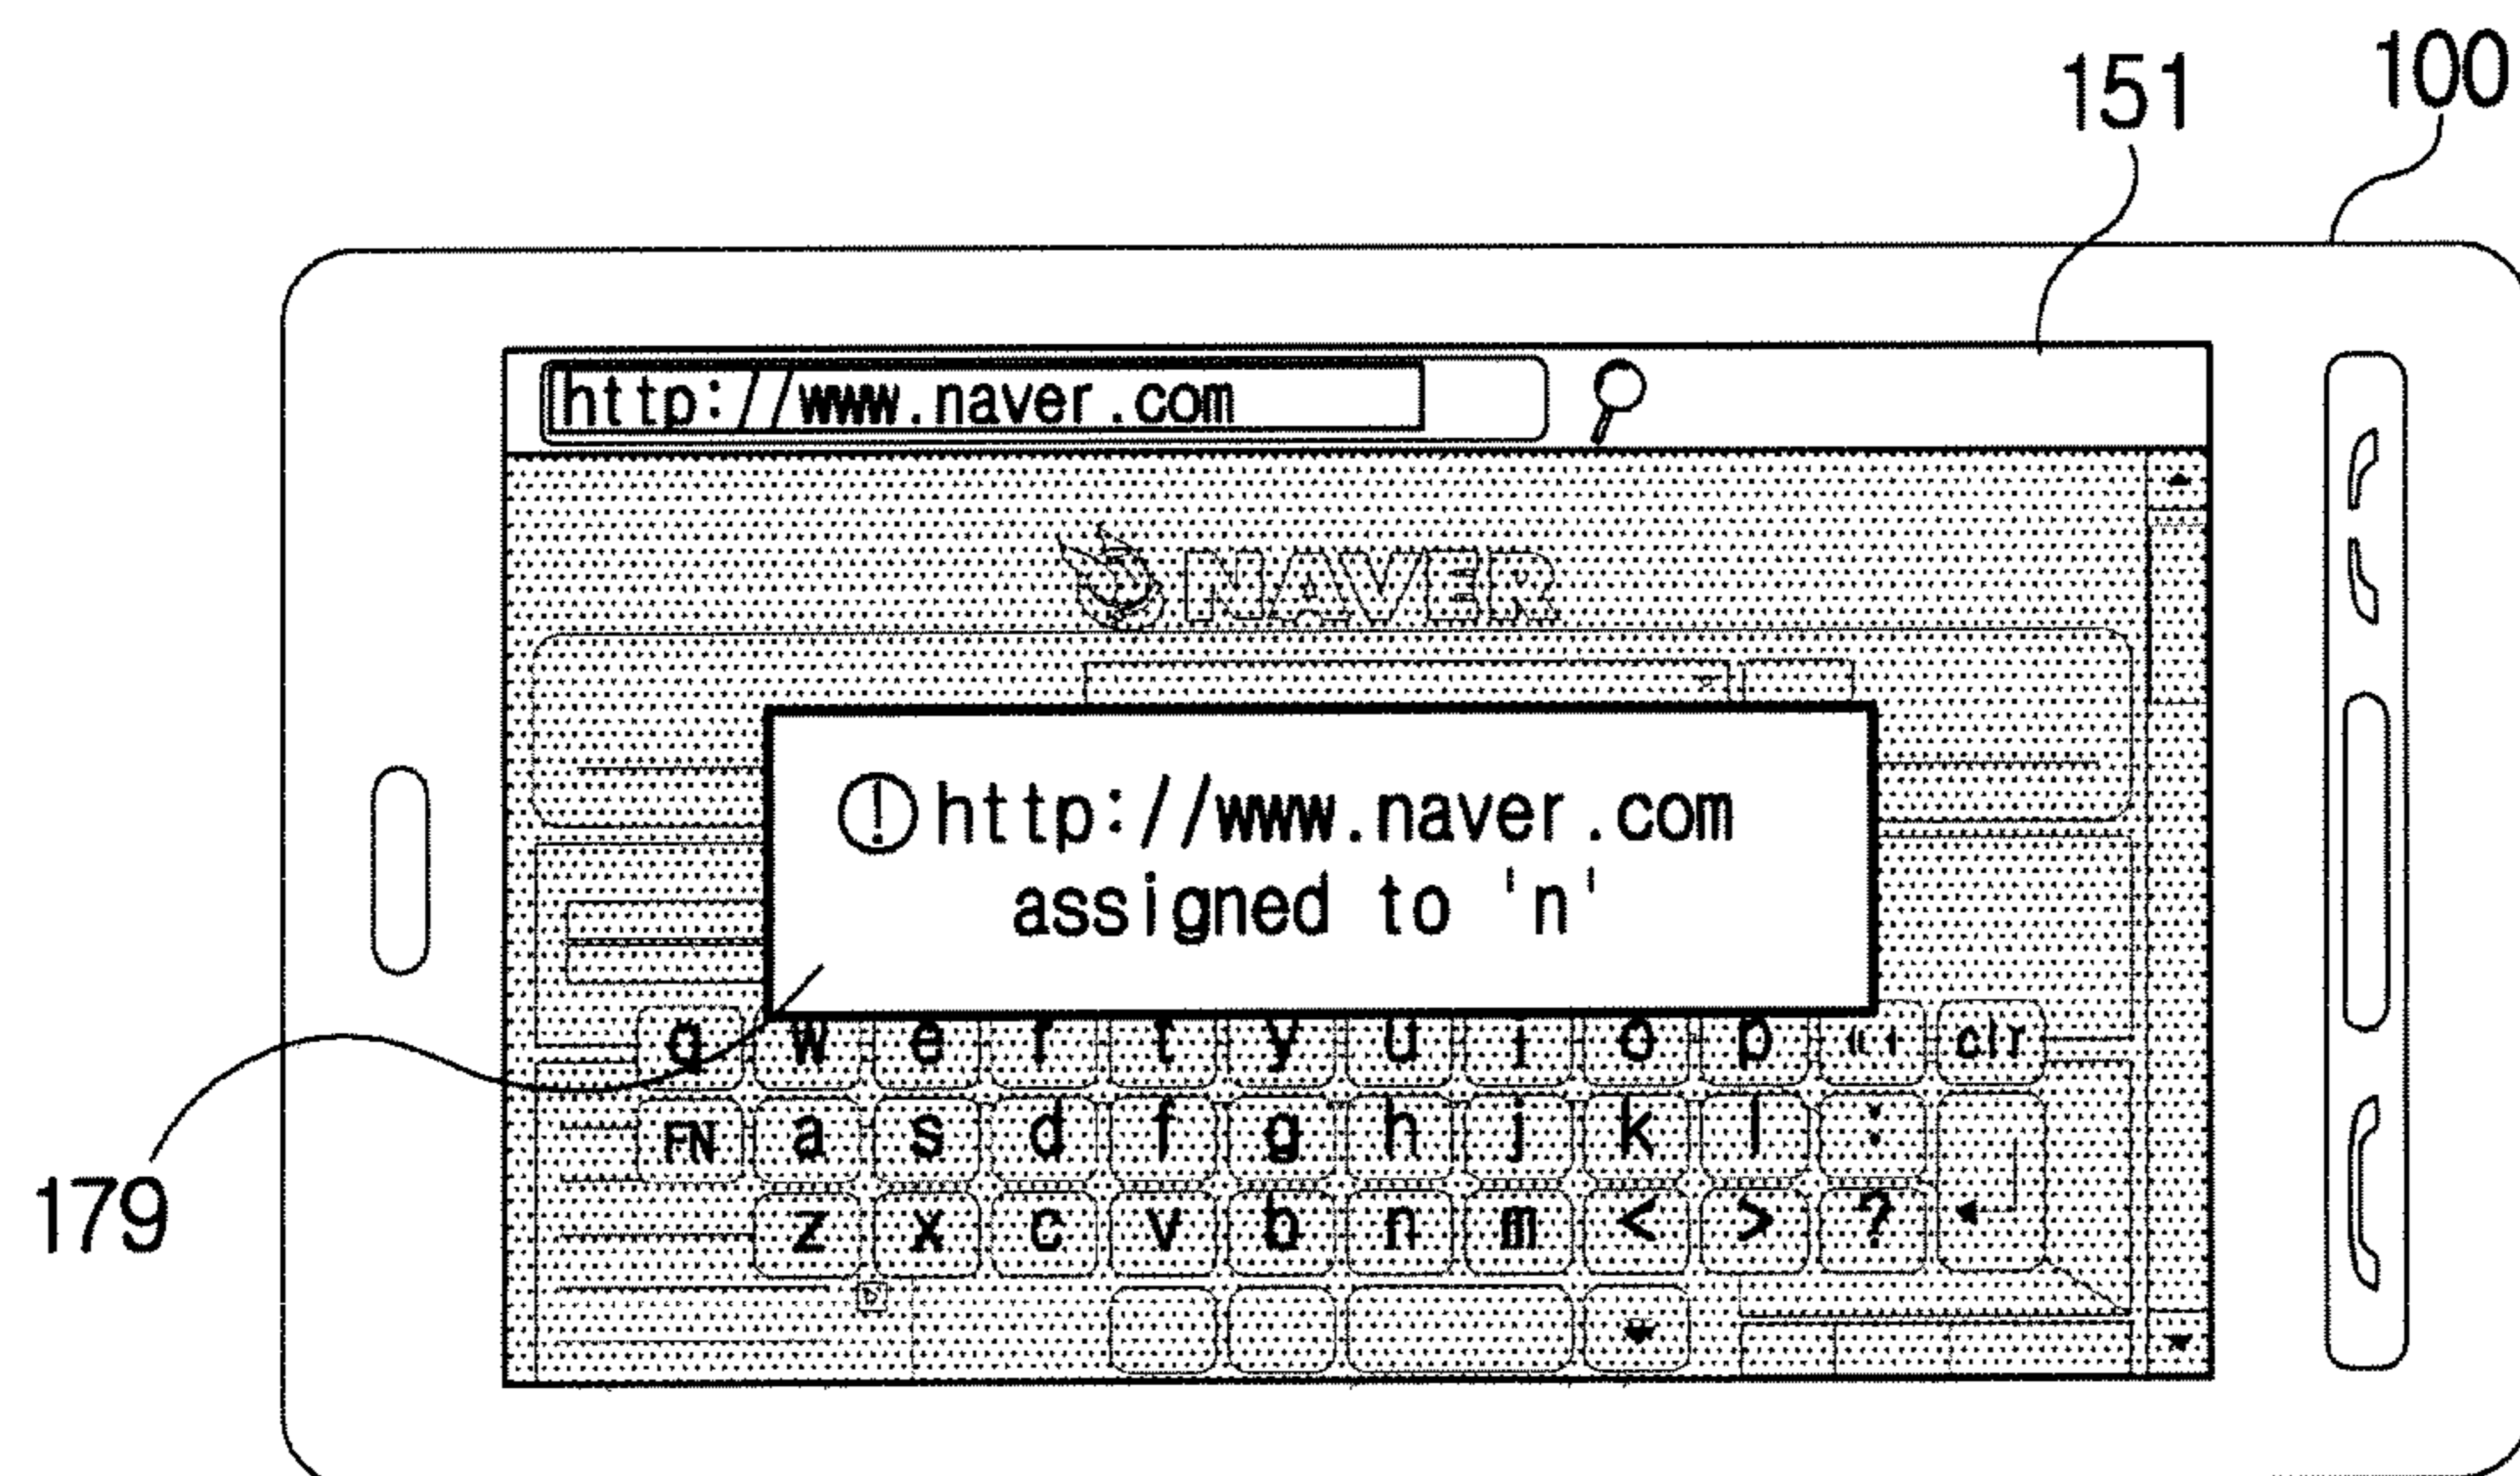 100
151
http://www.naver.com
NAVER
http://www.naver.com
assigned to 'n'
q w e r t y u i o p clr
FN a s d f g h j k l :
z x c v b n m < > ?
179